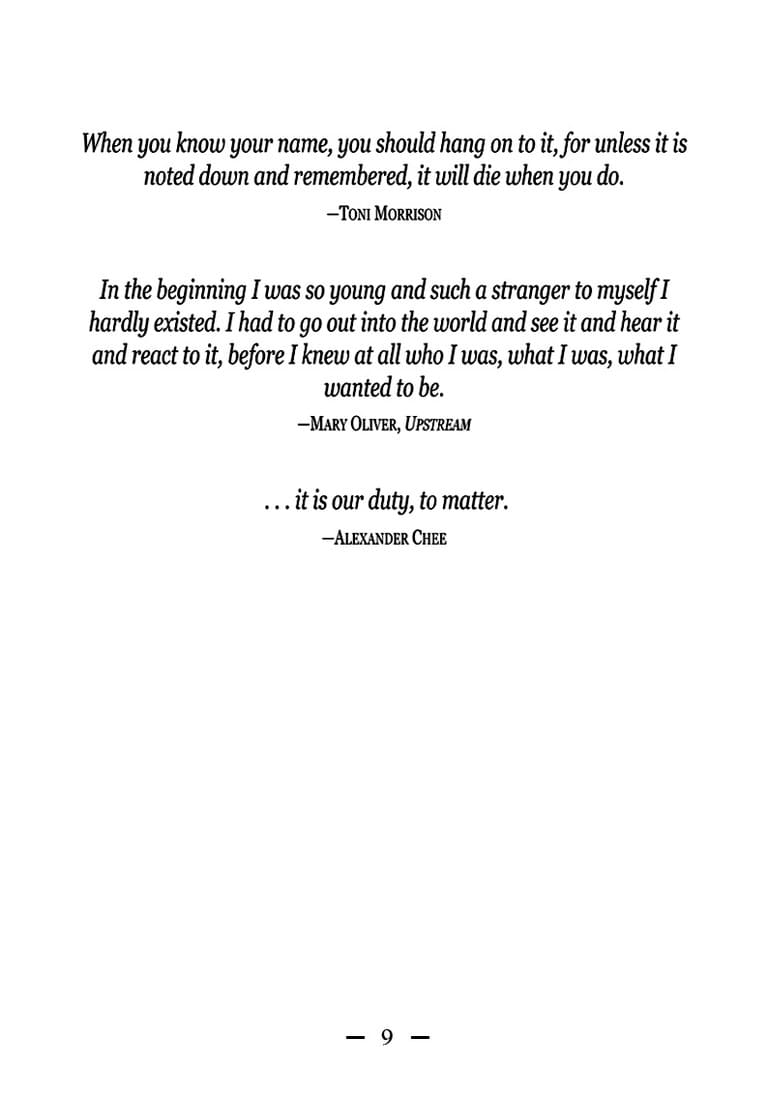 When you know your name, you should hang on to it, for unless it is
noted down and remembered, it will die when you do.
—Toni Morrison
In the beginning I was so young and such a stranger to myself I
hardly existed. I had to go out into the world and see it and hear it
and react to it, before I knew at all who I was, what I was, what I
wanted to be.
—Mary Oliver, Upstream
. . . it is our duty, to matter.
—Alexander Chee
— 9 —